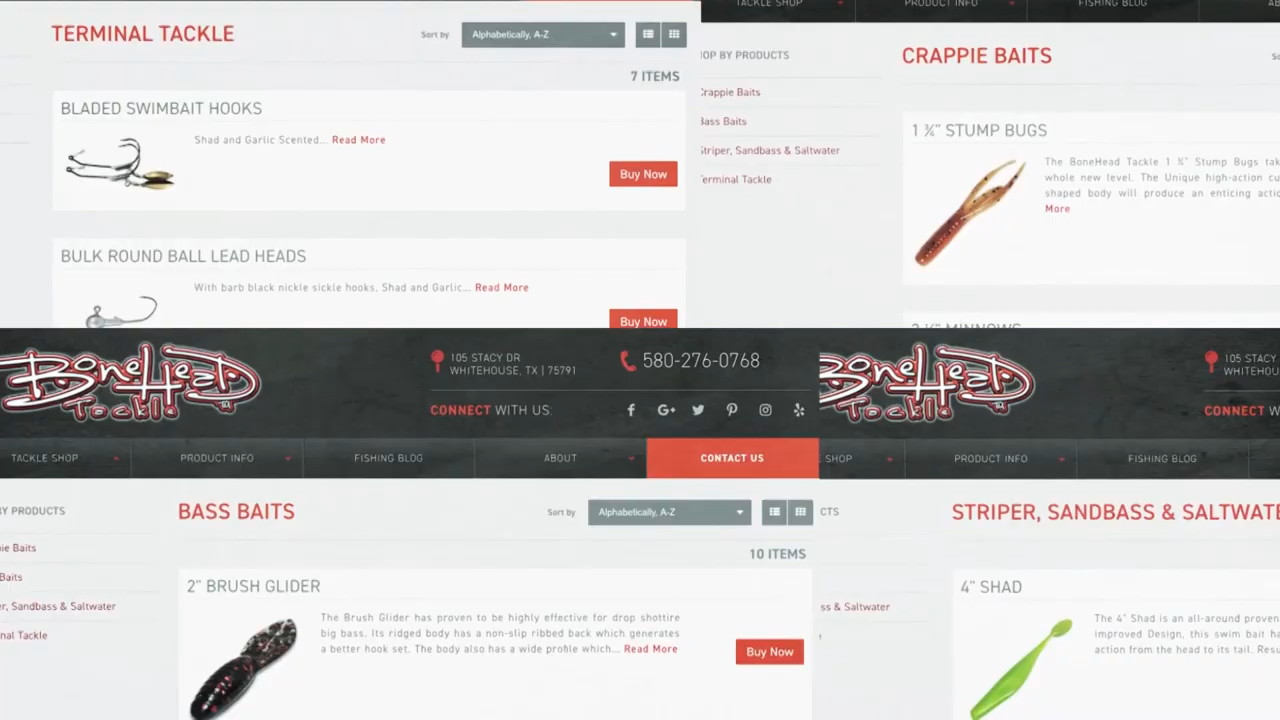 TERMINAL TACKLE
Sort by
Alphabetically, A-Z
7 ITEMS
BLADED SWIMBAIT HOOKS
Shad and Garlic Scented... Read More
Buy Now
BULK ROUND BALL LEAD HEADS
With barb black nickle sickle hooks, Shad and Garlic... Read More
Buy Now
TACKLE SHOP
PRODUCT INFO
FISHING BLOG
OP BY PRODUCTS
Crappie Baits
Bass Baits
Striper, Sandbass & Saltwater
Terminal Tackle
CRAPPIE BAITS
1 ¾" STUMP BUGS
The BoneHead Tackle 1 ¾" Stump Bugs tak
whole new level. The Unique high-action cu
shaped body will produce an enticing actio
More
BoneHead
Tackle
105 STACY DR
WHITEHOUSE, TX | 75791
580-276-0768
CONNECT WITH US:
TACKLE SHOP
PRODUCT INFO
FISHING BLOG
ABOUT
CONTACT US
BY PRODUCTS
ie Baits
Baits
r, Sandbass & Saltwater
nal Tackle
BASS BAITS
Sort by
Alphabetically, A-Z
10 ITEMS
2" BRUSH GLIDER
The Brush Glider has proven to be highly effective for drop shottire
big bass. Its ridged body has a non-slip ribbed back which generates
a better hook set. The body also has a wide profile which... Read More
Buy Now
BoneHead
Tackle
105 STACY
WHITEHOU
CONNECT W
SHOP
PRODUCT INFO
FISHING BLOG
CTS
ss & Saltwater
STRIPER, SANDBASS & SALTWATE
4" SHAD
The 4" Shad is an all-around proven
improved Design, this swim bait ha
action from the head to its tail. Resu